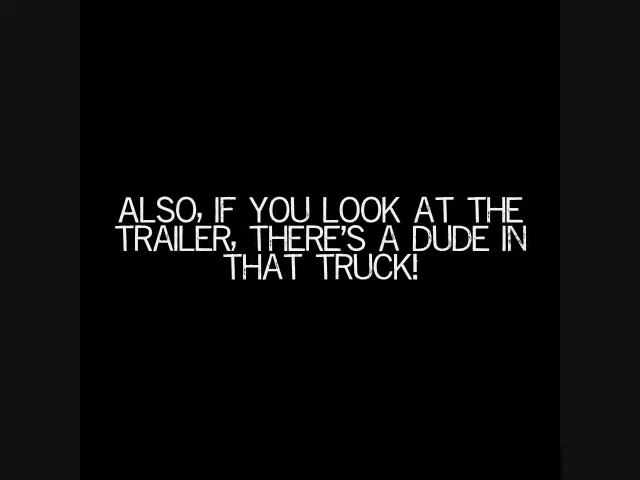 ALSO, IF YOU LOOK AT THE
TRAILER, THERE'S A DUDE IN
THAT TRUCK!